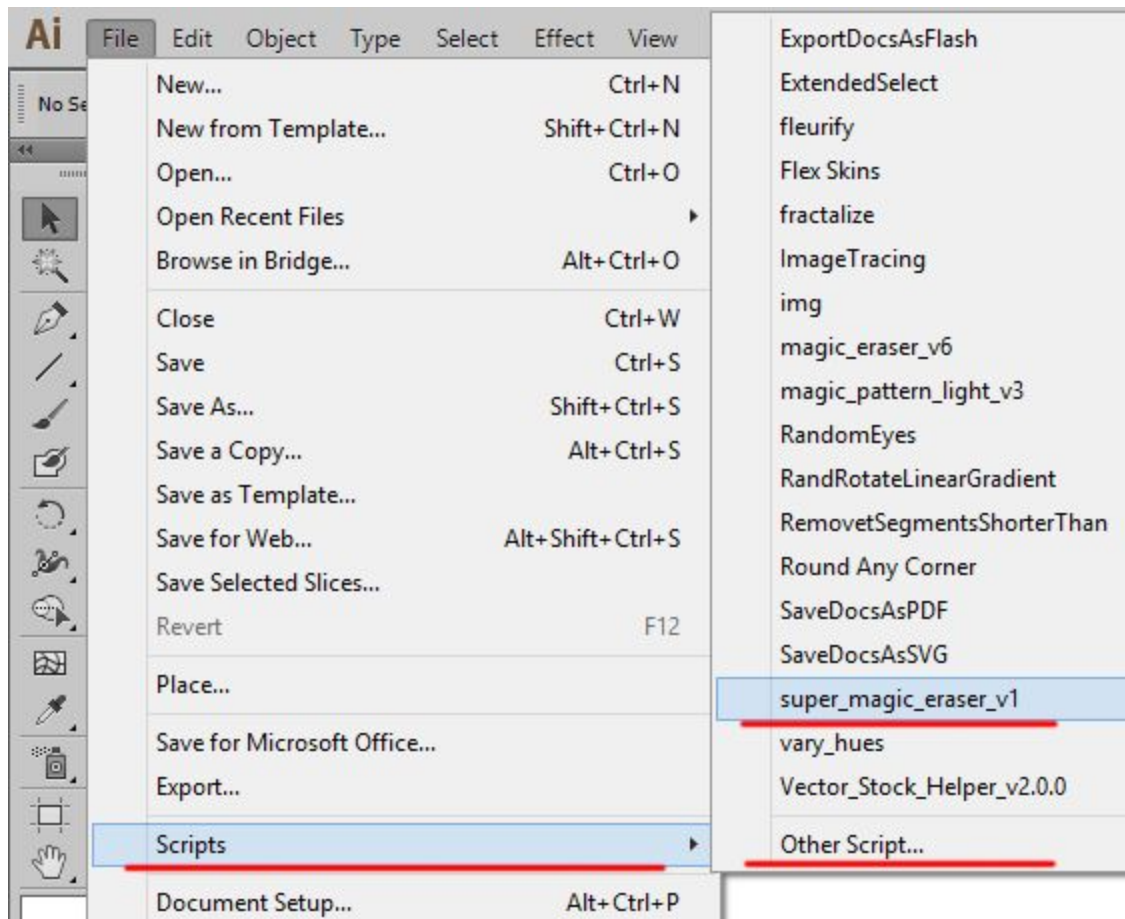 Ai File Edit Object Type Select Effect View
No Se
New... Ctrl+N
New from Template... Shift+Ctrl+N
Open... Ctrl+O
Open Recent Files
Browse in Bridge... Alt+Ctrl+O
Close Ctrl+W
Save Ctrl+S
Save As... Shift+Ctrl+S
Save a Copy... Alt+Ctrl+S
Save as Template...
Save for Web... Alt+Shift+Ctrl+S
Save Selected Slices...
Revert F12
Place...
Save for Microsoft Office...
Export...
Scripts
Document Setup... Alt+Ctrl+P
ExportDocsAsFlash
ExtendedSelect
fleurify
Flex Skins
fractalize
ImageTracing
img
magic_eraser_v6
magic_pattern_light_v3
RandomEyes
RandRotateLinearGradient
RemovetSegmentsShorterThan
Round Any Corner
SaveDocsAsPDF
SaveDocsAsSVG
super_magic_eraser_v1
vary_hues
Vector_Stock_Helper_v2.0.0
Other Script...